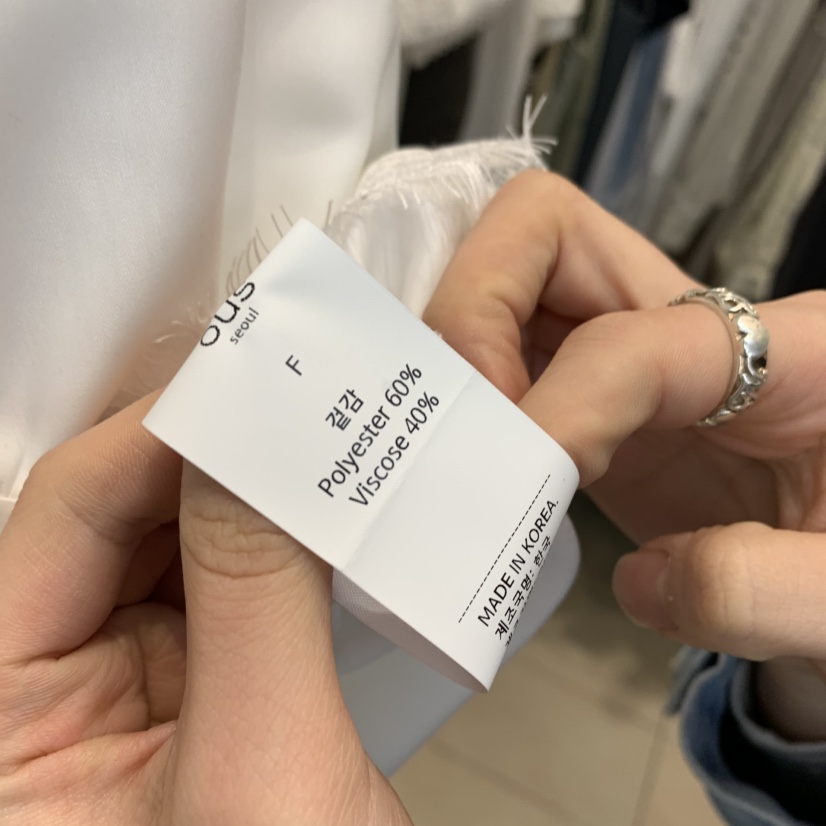 seoul
F
겉감
Polyester 60%
Viscose 40%
MADE IN KOREA.
제조국명: 한국